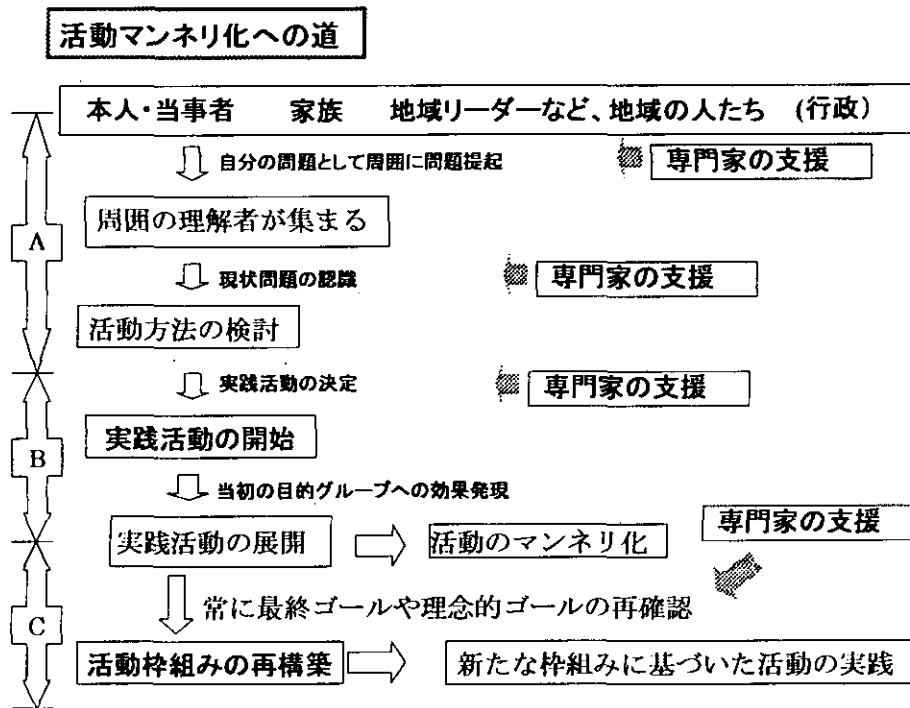 活動マンネリ化への道
本人・当事者　家族　地域リーダーなど、地域の人たち　(行政)
自分の問題として周囲に問題提起
専門家の支援
周囲の理解者が集まる
A
現状問題の認識
専門家の支援
活動方法の検討
実践活動の決定
専門家の支援
実践活動の開始
B
当初の目的グループへの効果発現
専門家の支援
実践活動の展開
活動のマンネリ化
常に最終ゴールや理念的ゴールの再確認
C
活動枠組みの再構築
新たな枠組みに基づいた活動の実践